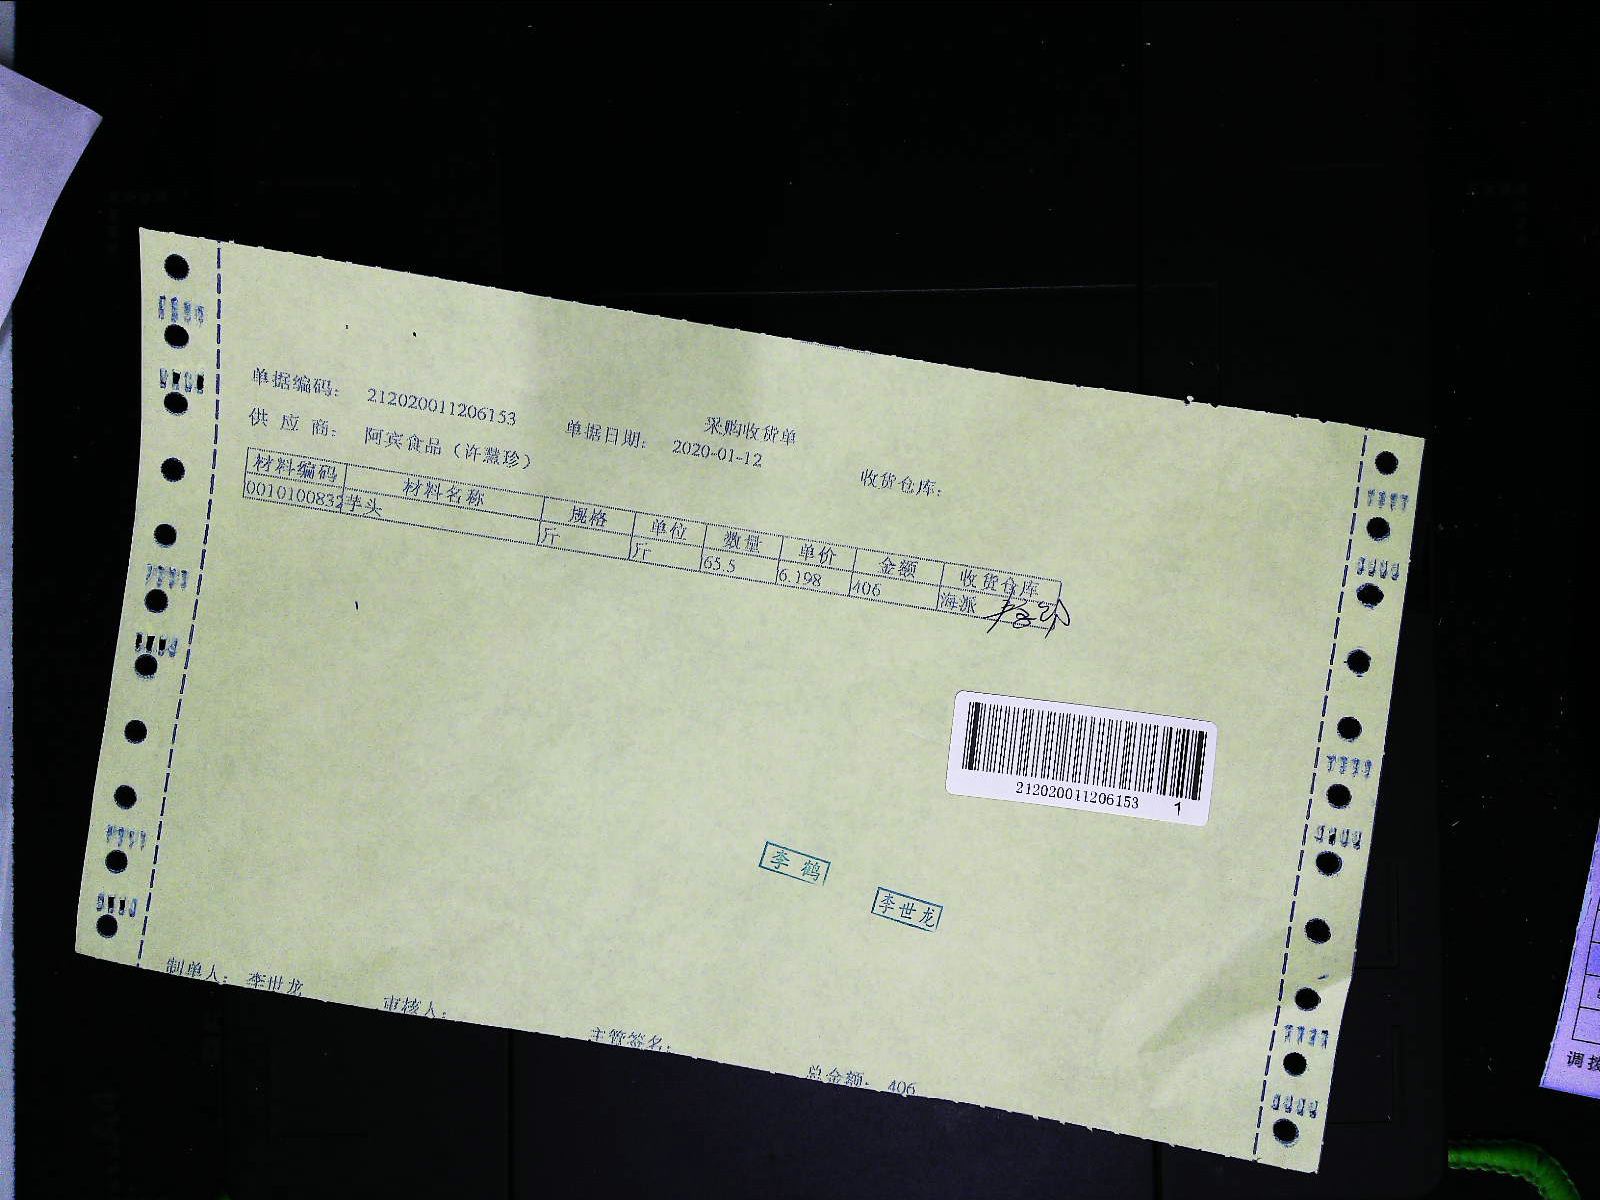 采购收货单
单据编码： 212020011206153 单据日期： 2020-01-12 收货仓库：
供 应 商： 阿宾食品（许慧珍）
材料编码 材料名称 规格 单位 数量 单价 金额 收货仓库
0010100832 芋头 斤 斤 65.5 6.198 406 海派
212020011206153 1
李 鹤
李世龙
制单人： 李世龙 审核人： 主管签名： 总金额： 406
调拨